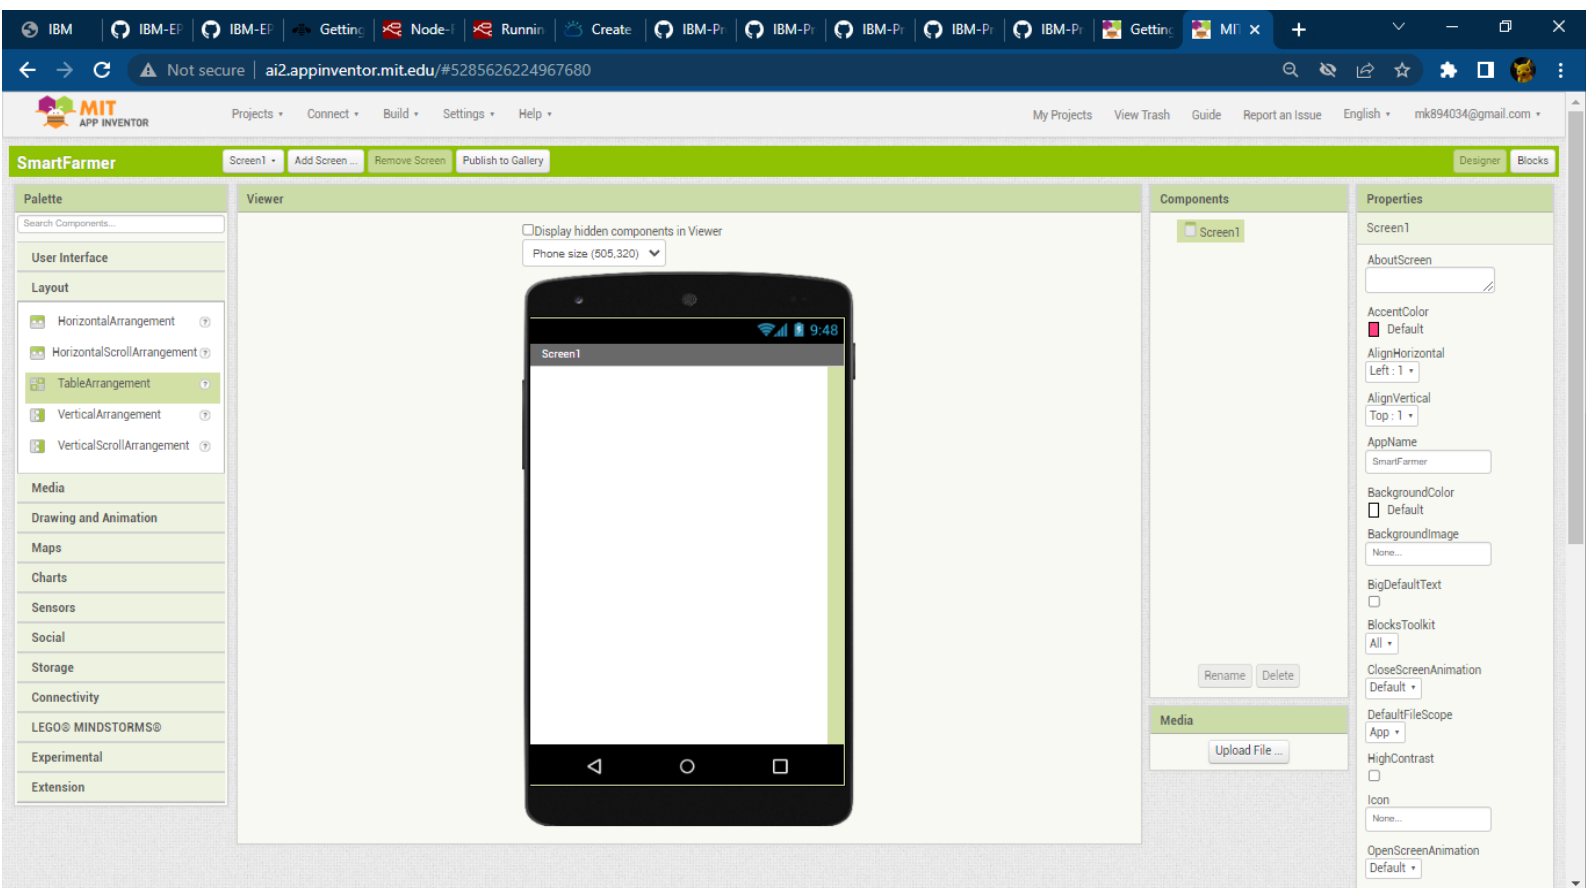 IBM
IBM-EP
IBM-EP
Getting
Node-
Runnin
Create
IBM-Pr
IBM-Pr
IBM-Pr
IBM-Pr
IBM-Pr
Getting
MIT
Not secure
ai2.appinventor.mit.edu/#5285626224967680
MIT
APP INVENTOR
Projects
Connect
Build
Settings
Help
My Projects
View Trash
Guide
Report an Issue
English
mk894034@gmail.com
SmartFarmer
Screen1
Add Screen ...
Remove Screen
Publish to Gallery
Designer
Blocks
Palette
Search Components...
User Interface
Layout
HorizontalArrangement
HorizontalScrollArrangement
TableArrangement
VerticalArrangement
VerticalScrollArrangement
Media
Drawing and Animation
Maps
Charts
Sensors
Social
Storage
Connectivity
LEGO® MINDSTORMS®
Experimental
Extension
Viewer
Display hidden components in Viewer
Phone size (505,320)
9:48
Screen1
Components
Screen1
Rename
Delete
Media
Upload File ...
Properties
Screen1
AboutScreen
AccentColor
Default
AlignHorizontal
Left : 1
AlignVertical
Top : 1
AppName
SmartFarmer
BackgroundColor
Default
BackgroundImage
None...
BigDefaultText
BlocksToolkit
All
CloseScreenAnimation
Default
DefaultFileScope
App
HighContrast
Icon
None...
OpenScreenAnimation
Default